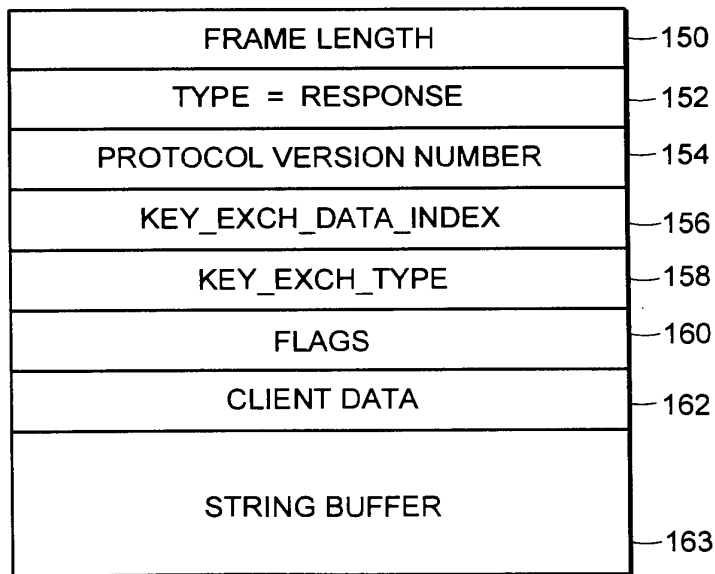 FRAME LENGTH 150
TYPE = RESPONSE 152
PROTOCOL VERSION NUMBER 154
KEY_EXCH_DATA_INDEX 156
KEY_EXCH_TYPE 158
FLAGS 160
CLIENT DATA 162
STRING BUFFER
163